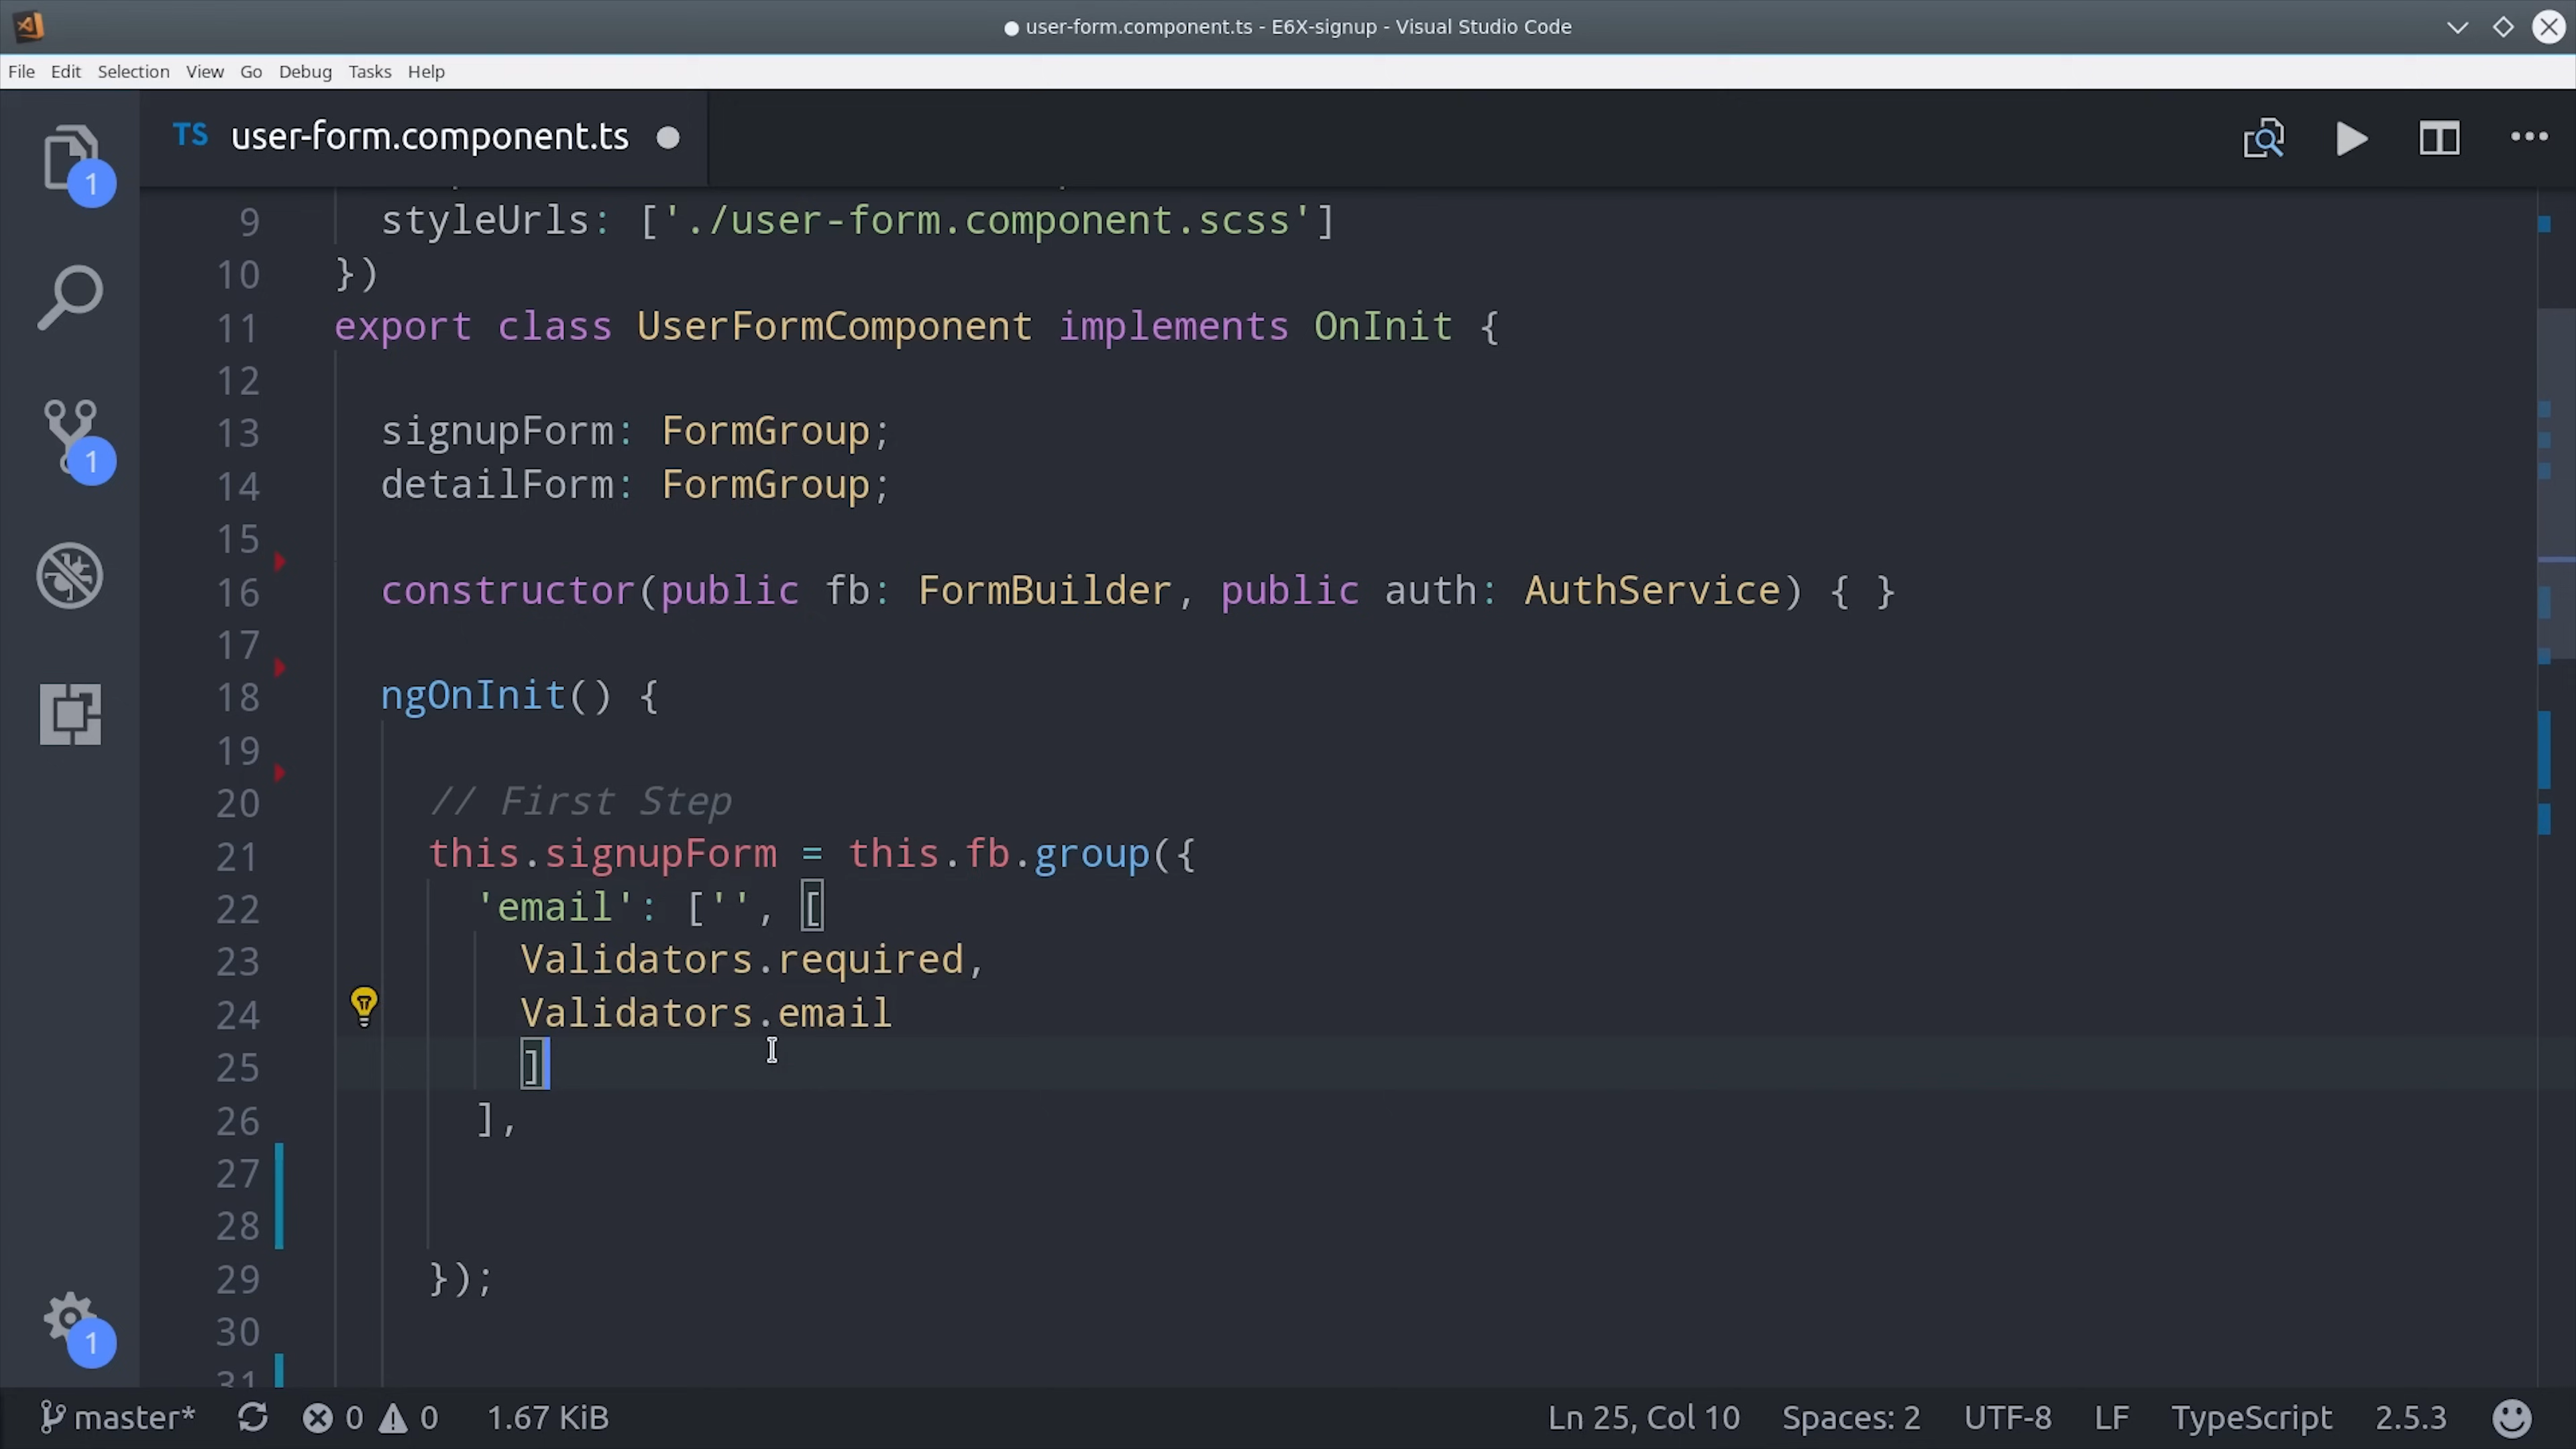 ● user-form.component.ts - E6X-signup - Visual Studio Code
File Edit Selection View Go Debug Tasks Help
TS user-form.component.ts ●
1
9 styleUrls: ['./user-form.component.scss']
10 })
11 export class UserFormComponent implements OnInit {
12
13 signupForm: FormGroup;
14 detailForm: FormGroup;
1
15
16 constructor(public fb: FormBuilder, public auth: AuthService) { }
17
18 ngOnInit() {
19
20 // First Step
21 this.signupForm = this.fb.group({
22 'email': ['', [
23 Validators.required,
24 Validators.email
25 ]
26 ],
27
28
29 });
30
1
31
master* 0 0 1.67 KiB Ln 25, Col 10 Spaces: 2 UTF-8 LF TypeScript 2.5.3